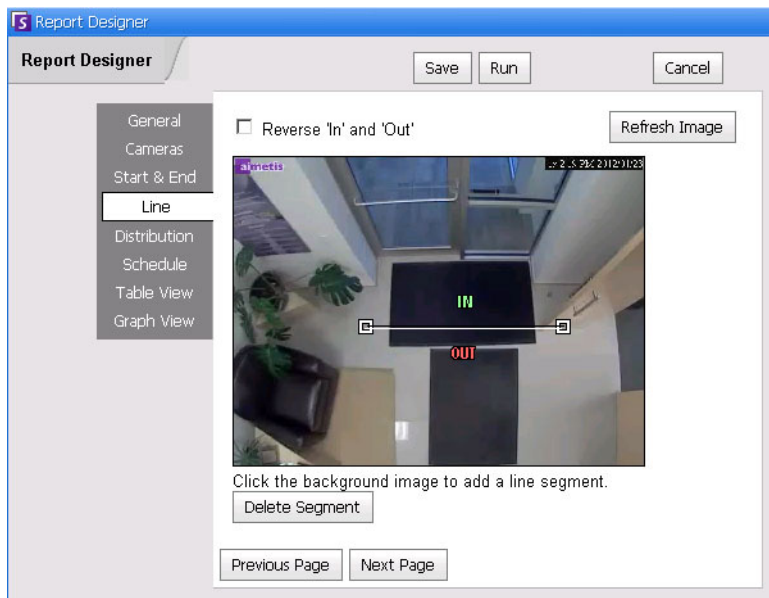 Report Designer
Report Designer
Save
Run
Cancel
General
Cameras
Start & End
Line
Distribution
Schedule
Table View
Graph View
Reverse 'In' and 'Out'
Refresh Image
aimetis
IN
OUT
Click the background image to add a line segment.
Delete Segment
Previous Page
Next Page